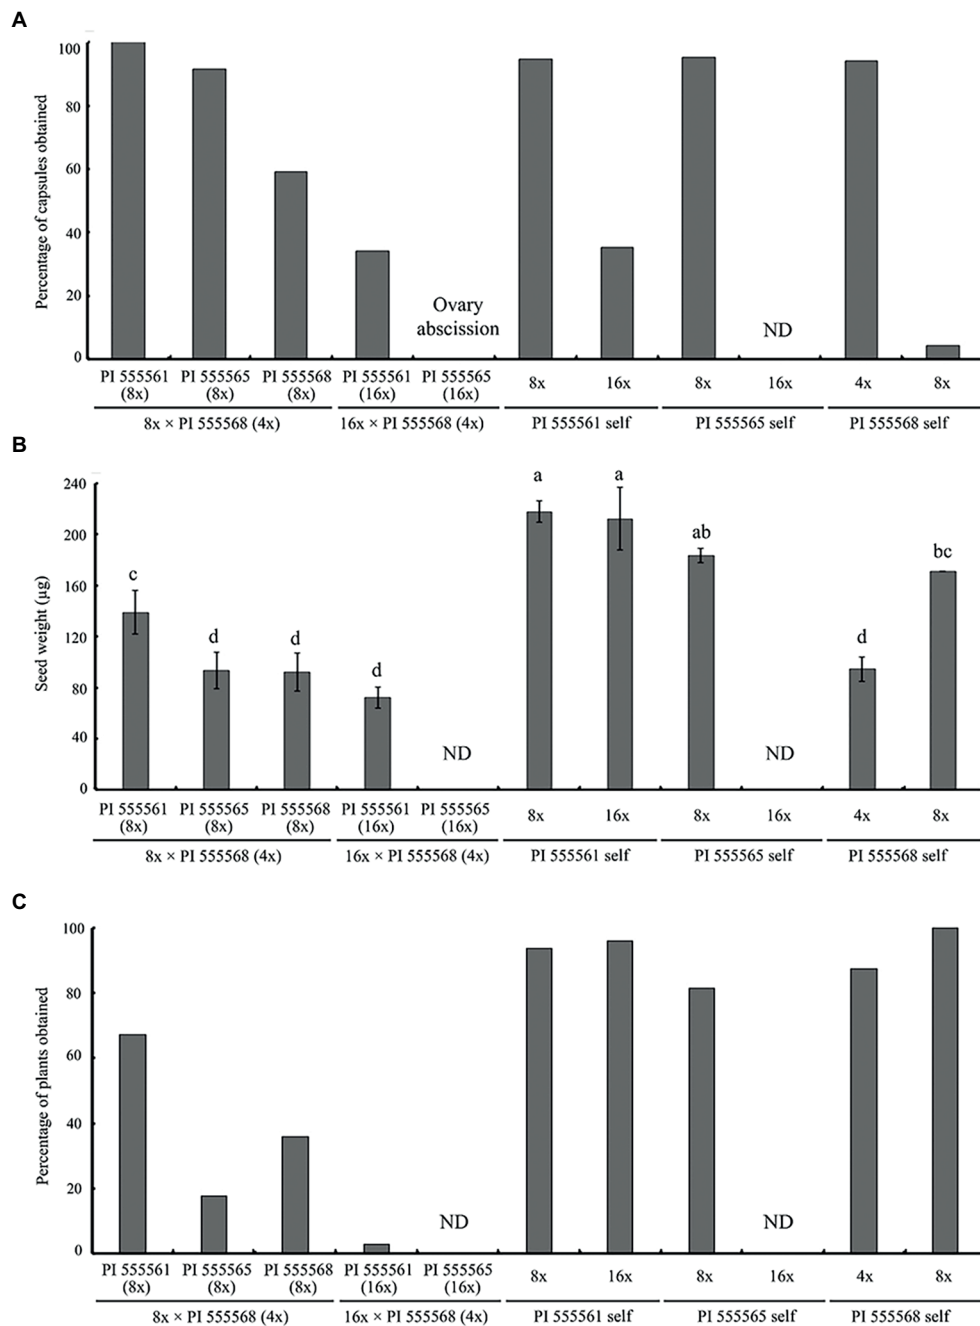 A
Percentage of capsules obtained
100
80
60
40
20
0
Ovary
abscission
ND
PI 555561 PI 555565 PI 555568 PI 555561 PI 555565 8x 16x 8x 16x 4x 8x
(8x) (8x) (8x) (16x) (16x)
8x × PI 555568 (4x) 16x × PI 555568 (4x) PI 555561 self PI 555565 self PI 555568 self
B
Seed weight (µg)
240
200
160
120
80
40
0
c d d d ND a a ab ND d bc
PI 555561 PI 555565 PI 555568 PI 555561 PI 555565 8x 16x 8x 16x 4x 8x
(8x) (8x) (8x) (16x) (16x)
8x × PI 555568 (4x) 16x × PI 555568 (4x) PI 555561 self PI 555565 self PI 555568 self
C
Percentage of plants obtained
100
80
60
40
20
0
ND ND
PI 555561 PI 555565 PI 555568 PI 555561 PI 555565 8x 16x 8x 16x 4x 8x
(8x) (8x) (8x) (16x) (16x)
8x × PI 555568 (4x) 16x × PI 555568 (4x) PI 555561 self PI 555565 self PI 555568 self